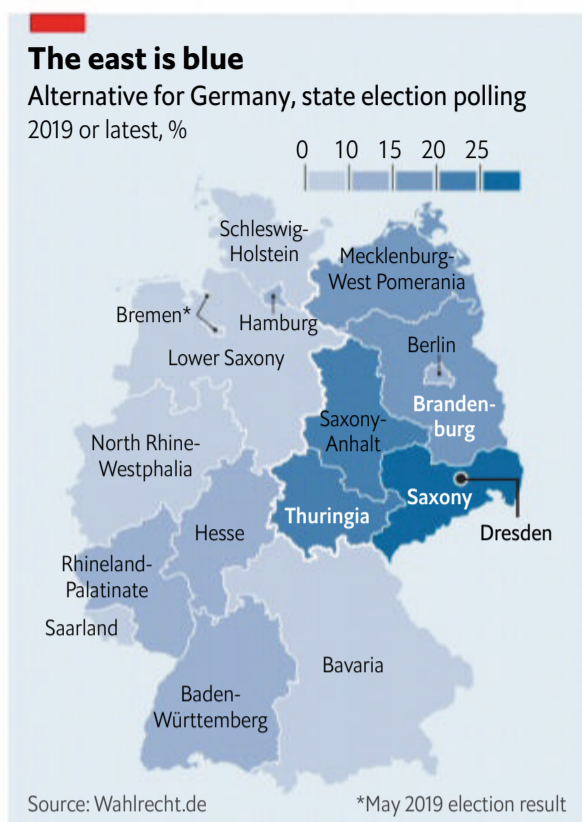 The east is blue
Alternative for Germany, state election polling
2019 or latest, %
0 10 15 20 25
Schleswig-
Holstein
Mecklenburg-
West Pomerania
Bremen*
Hamburg
Lower Saxony
Berlin
Branden-
burg
Saxony-
Anhalt
North Rhine-
Westphalia
Saxony
Thuringia
Hesse
Dresden
Rhineland-
Palatinate
Saarland
Bavaria
Baden-
Württemberg
Source: Wahlrecht.de
*May 2019 election result